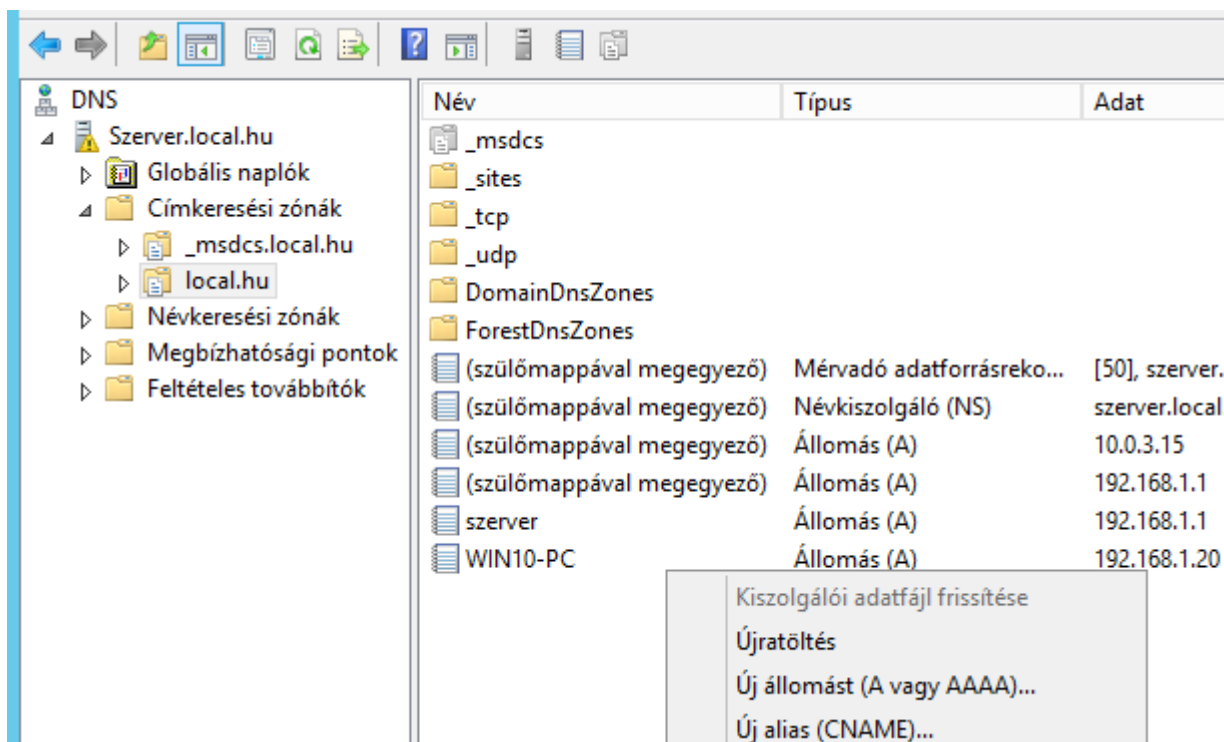 DNS
Szerver.local.hu
Globális naplók
Címkeresési zónák
_msdcs.local.hu
local.hu
Névkeresési zónák
Megbízhatósági pontok
Feltételes továbbítók
Név Típus Adat
_msdcs
_sites
_tcp
_udp
DomainDnsZones
ForestDnsZones
(szülőmappával megegyező) Mérvadó adatforrásreko... [50], szerver.
(szülőmappával megegyező) Névkiszolgáló (NS) szerver.local
(szülőmappával megegyező) Állomás (A) 10.0.3.15
(szülőmappával megegyező) Állomás (A) 192.168.1.1
szerver Állomás (A) 192.168.1.1
WIN10-PC Állomás (A) 192.168.1.20
Kiszolgálói adatfájl frissítése
Újratöltés
Új állomást (A vagy AAAA)...
Új alias (CNAME)...